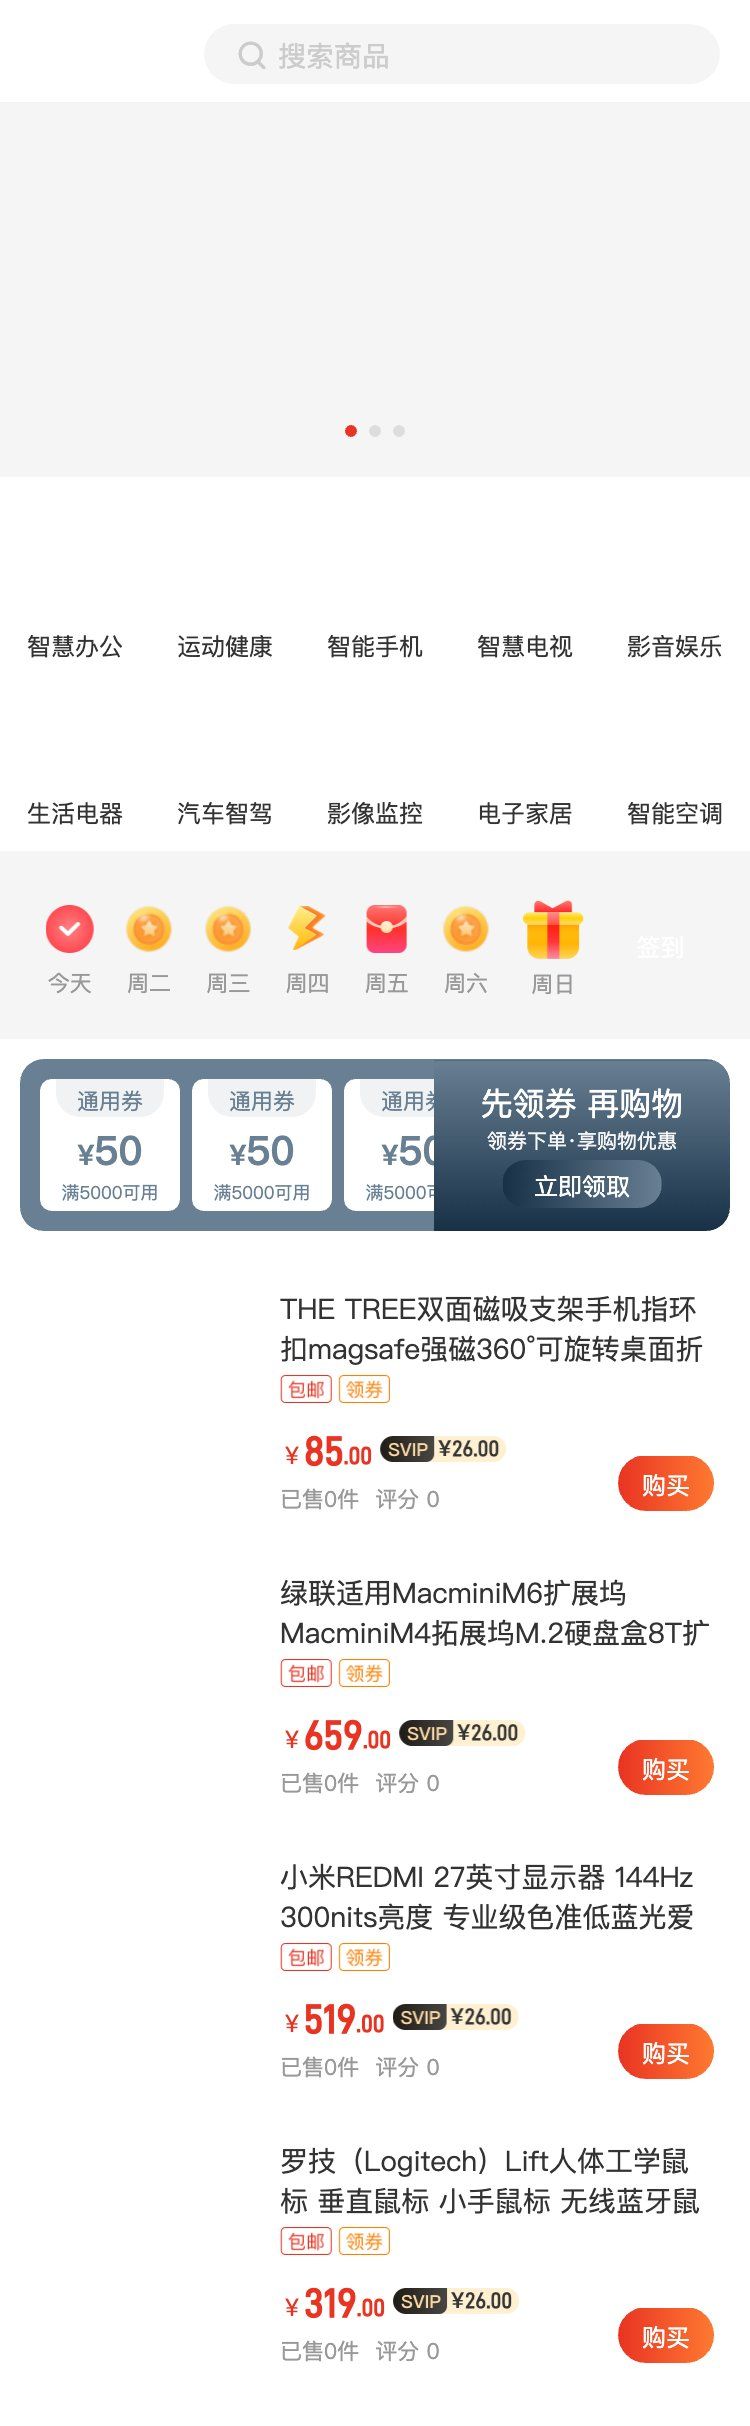 搜索商品
智慧办公 运动健康 智能手机 智慧电视 影音娱乐
生活电器 汽车智驾 影像监控 电子家居 智能空调
今天 周二 周三 周四 周五 周六 周日 签到
通用券 通用券 通用券 先领券 再购物
¥50 ¥50 ¥50 领券下单·享购物优惠
满5000可用 满5000可用 满5000可 立即领取
THE TREE双面磁吸支架手机指环
扣magsafe强磁360°可旋转桌面折
包邮 领券
¥85.00 SVIP ¥26.00
已售0件 评分 0
购买
绿联适用MacminiM6扩展坞
MacminiM4拓展坞M.2硬盘盒8T扩
包邮 领券
¥659.00 SVIP ¥26.00
已售0件 评分 0
购买
小米REDMI 27英寸显示器 144Hz
300nits亮度 专业级色准低蓝光爱
包邮 领券
¥519.00 SVIP ¥26.00
已售0件 评分 0
购买
罗技（Logitech）Lift人体工学鼠
标 垂直鼠标 小手鼠标 无线蓝牙鼠
包邮 领券
¥319.00 SVIP ¥26.00
已售0件 评分 0
购买